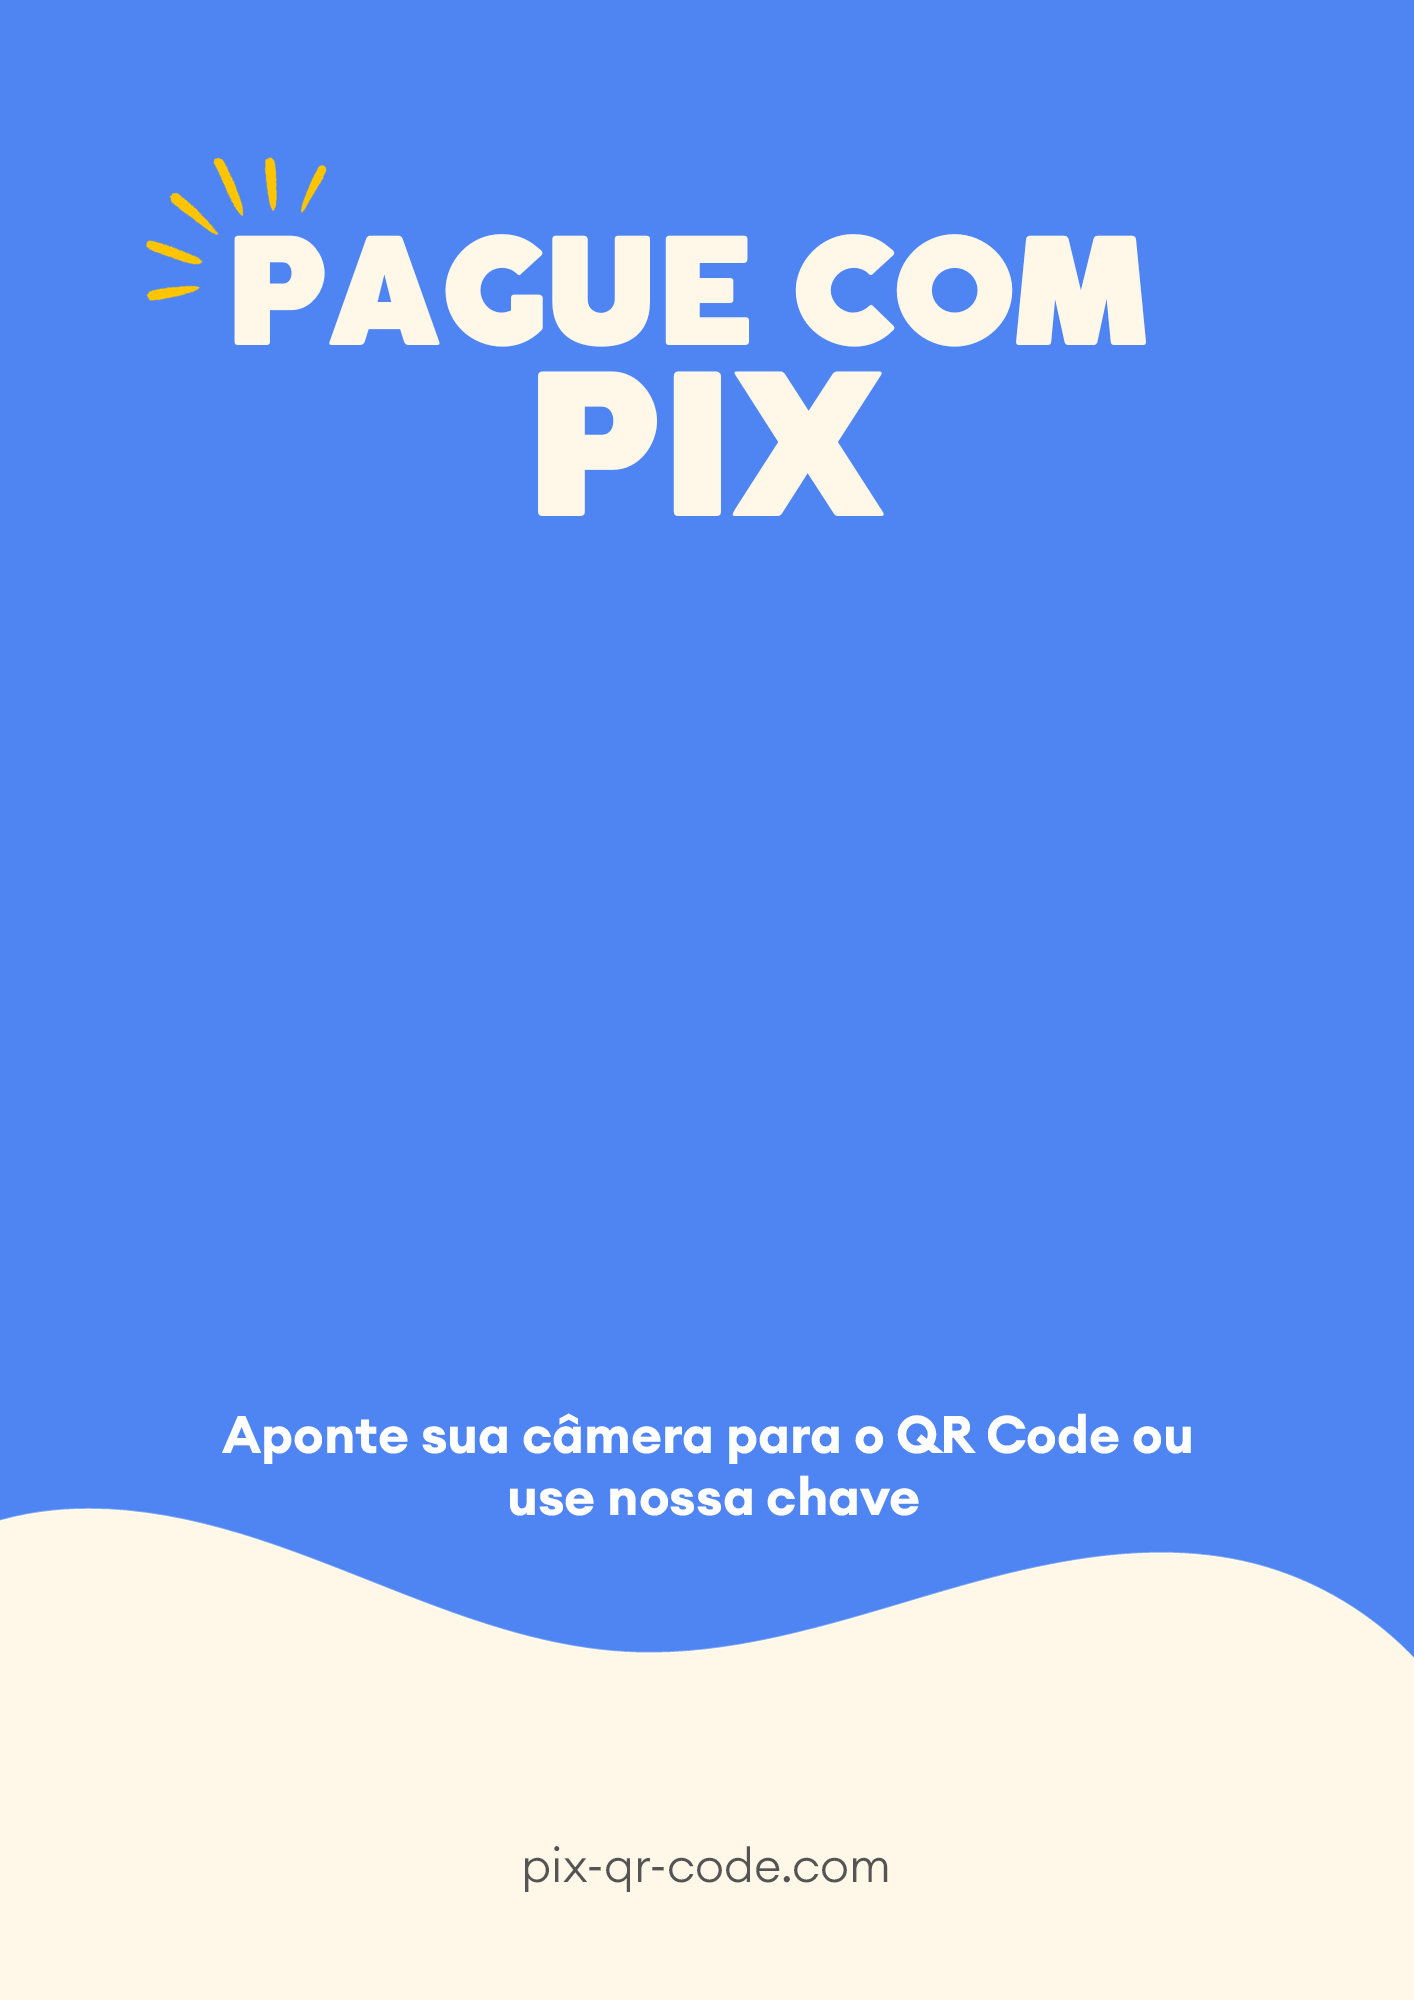 PAGUE COM
PIX
Aponte sua câmera para o QR Code ou
use nossa chave
pix-qr-code.com